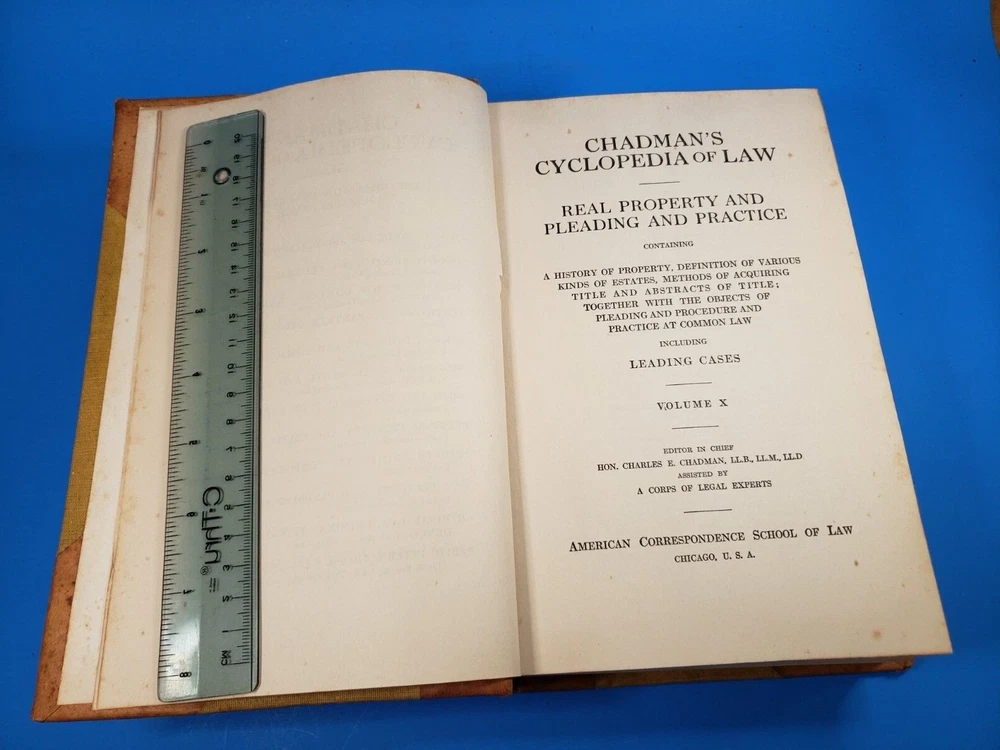 C-Thru®
CHADMAN'S
CYCLOPEDIA OF LAW
REAL PROPERTY AND
PLEADING AND PRACTICE
CONTAINING
A HISTORY OF PROPERTY, DEFINITION OF VARIOUS
KINDS OF ESTATES, METHODS OF ACQUIRING
TITLE AND ABSTRACTS OF TITLE;
TOGETHER WITH THE OBJECTS OF
PLEADING AND PROCEDURE AND
PRACTICE AT COMMON LAW
INCLUDING
LEADING CASES
VOLUME X
EDITOR IN CHIEF
HON. CHARLES E. CHADMAN, LL.B., LL.M., LL.D
ASSISTED BY
A CORPS OF LEGAL EXPERTS
AMERICAN CORRESPONDENCE SCHOOL OF LAW
CHICAGO, U. S. A.